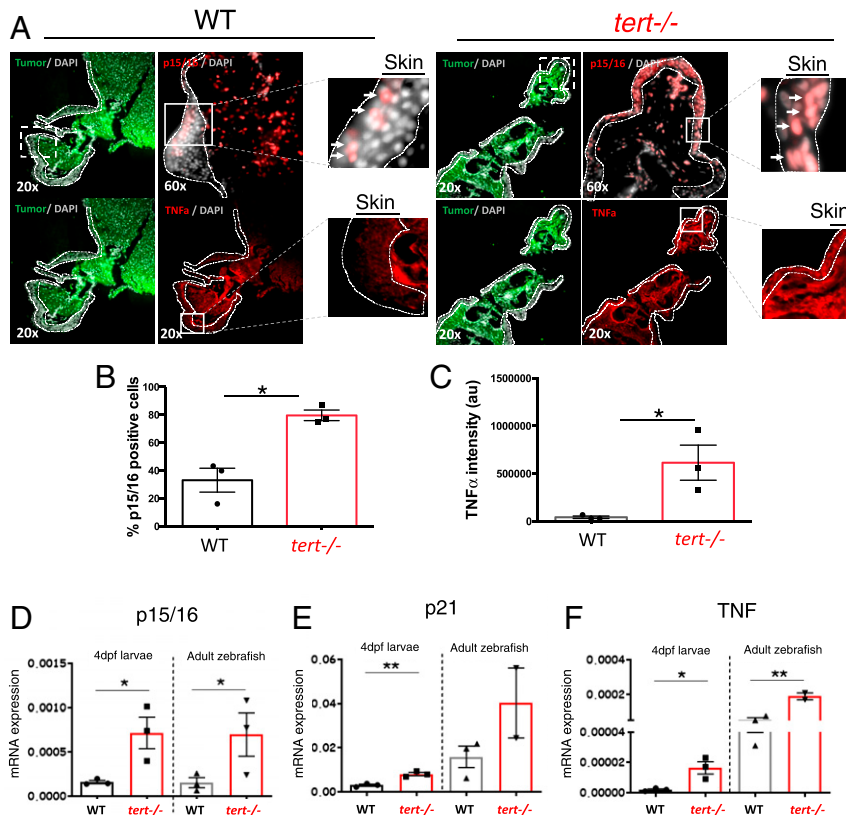 A
WT
tert-/-
Tumor/ DAPI
p15/16 / DAPI
Skin
20x
60x
Tumor/ DAPI
TNFa / DAPI
Skin
20x
20x
Tumor/ DAPI
p15/16 / DAPI
Skin
20x
60x
Tumor/ DAPI
TNFa / DAPI
Skin
20x
20x
B
% p15/16 positive cells
100
80
60
40
20
0
*
WT
tert-/-
C
TNFα intensity (au)
1500000
1000000
500000
0
*
WT
tert-/-
D
p15/16
4dpf larvae
Adult zebrafish
mRNA expression
0.0015
0.0010
0.0005
0.0000
*
*
WT
tert-/-
WT
tert-/-
E
p21
4dpf larvae
Adult zebrafish
mRNA expression
0.06
0.04
0.02
0.00
**
WT
tert-/-
WT
tert-/-
F
TNF
4dpf larvae
Adult zebrafish
mRNA expression
0.0004
0.0002
0.00004
0.00002
0.00000
*
**
WT
tert-/-
WT
tert-/-